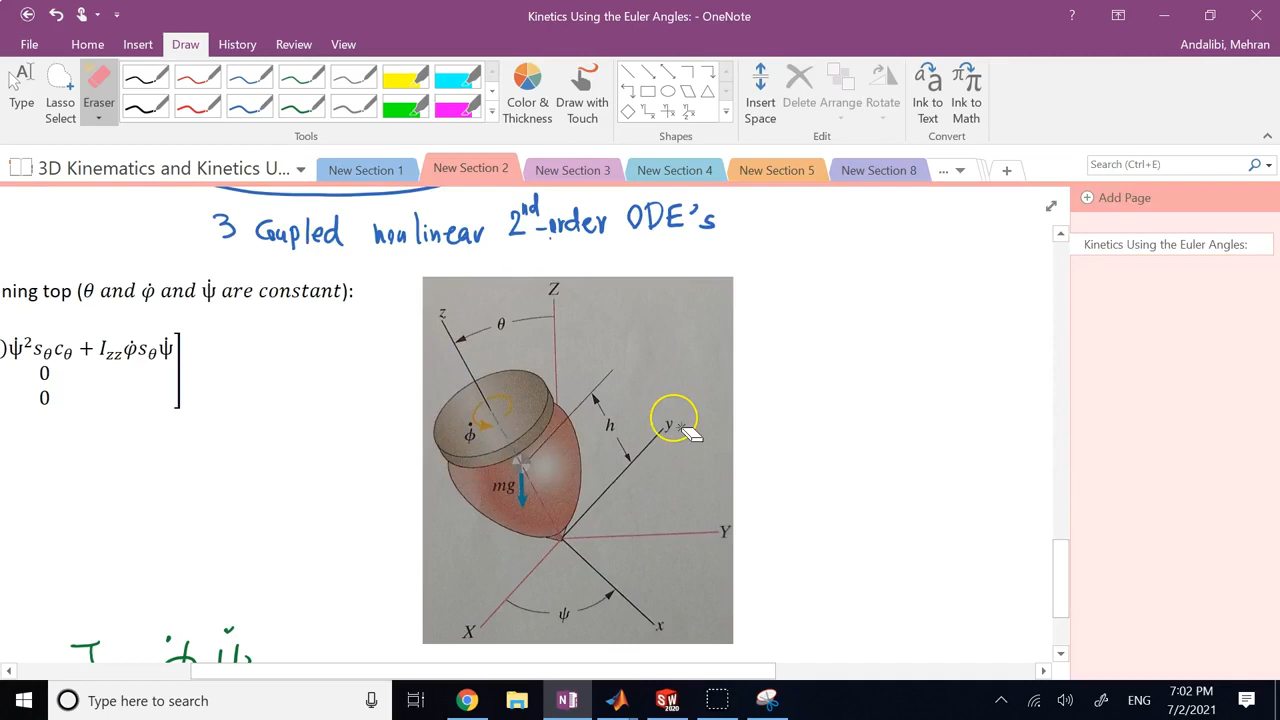 Kinetics Using the Euler Angles: - OneNote
File Home Insert Draw History Review View
Andalibi, Mehran
Type
Lasso Select
Eraser
Color & Thickness
Draw with Touch
Insert Space
Delete
Arrange
Rotate
Ink to Text
Ink to Math
Tools
Shapes
Edit
Convert
3D Kinematics and Kinetics U...
New Section 1
New Section 2
New Section 3
New Section 4
New Section 5
New Section 8
Search (Ctrl+E)
Add Page
Kinetics Using the Euler Angles:
3 Coupled nonlinear 2nd-order ODE's
ning top (θ and φ̇ and ψ̇ are constant):
)ψ̇²s_θc_θ + I_zzφ̇s_θψ̇
0
0
Z
z
θ
h
y
φ̇
mg
Y
ψ
X
x
Type here to search
ENG
7:02 PM
7/2/2021